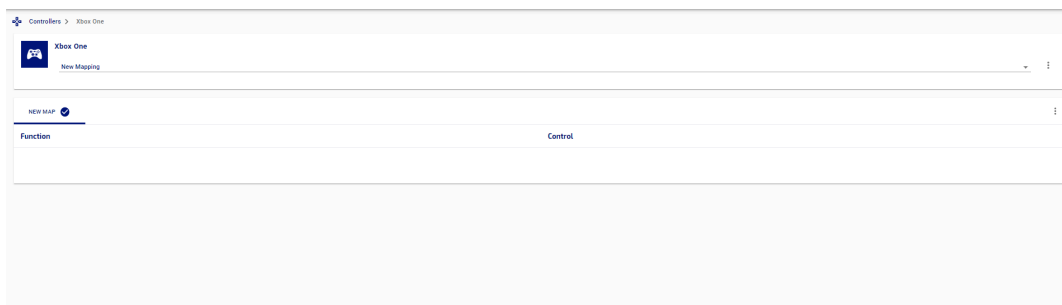 Controllers > Xbox One
Xbox One
New Mapping
NEW MAP
Function Control